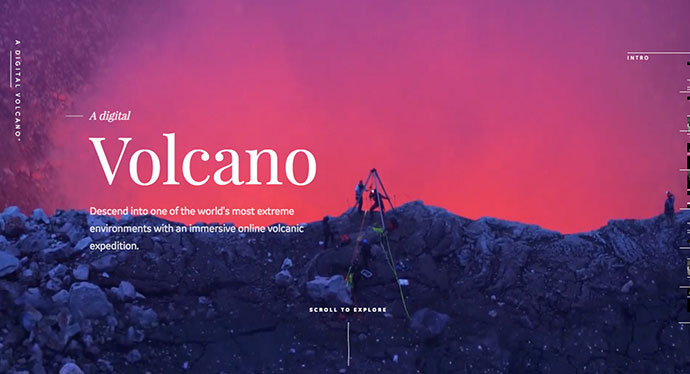 A DIGITAL VOLCANO
INTRO
A digital
Volcano
Descend into one of the world's most extreme
environments with an immersive online volcanic
expedition.
SCROLL TO EXPLORE